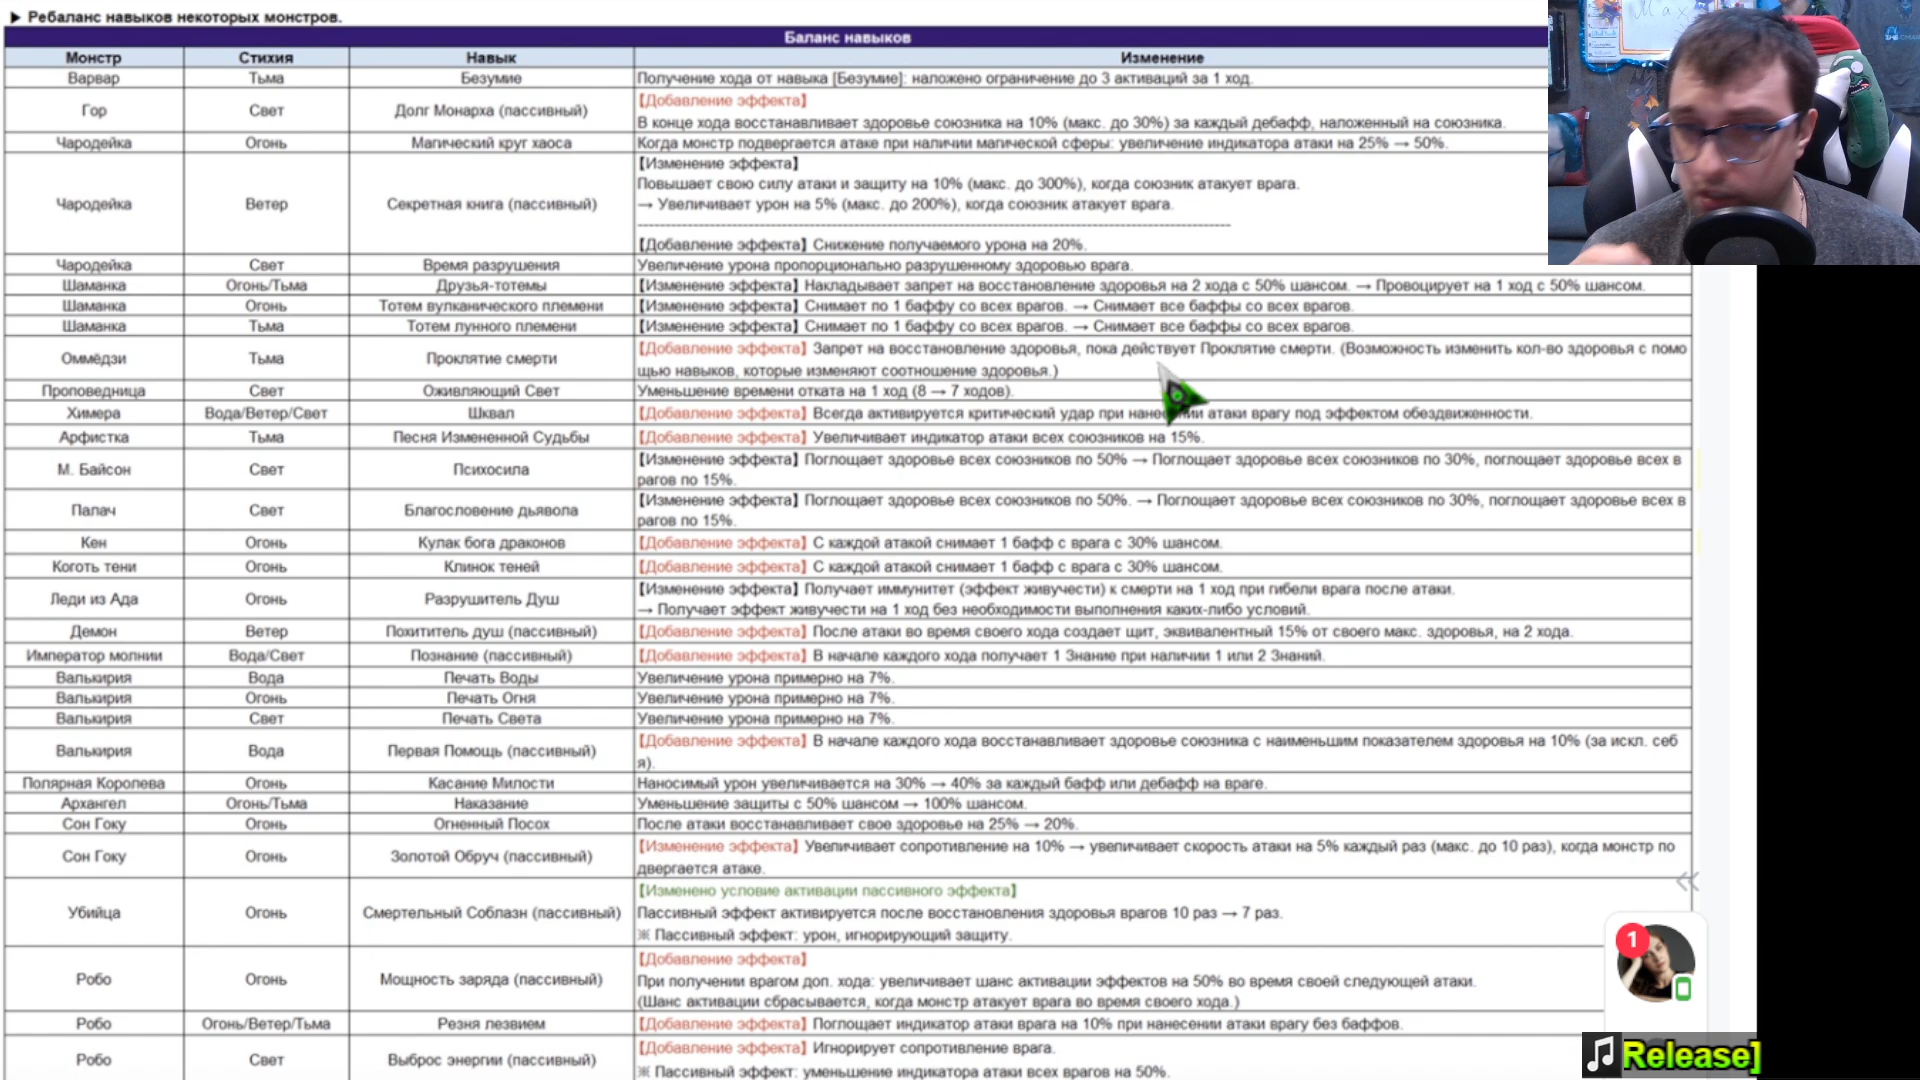 ▶ Ребаланс навыков некоторых монстров.
Баланс навыков
Монстр Стихия Навык Изменение
Варвар Тьма Безумие Получение хода от навыка [Безумие]: наложено ограничение до 3 активаций за 1 ход.
Гор Свет Долг Монарха (пассивный) 【Добавление эффекта】
В конце хода восстанавливает здоровье союзника на 10% (макс. до 30%) за каждый дебафф, наложенный на союзника.
Чародейка Огонь Магический круг хаоса Когда монстр подвергается атаке при наличии магической сферы: увеличение индикатора атаки на 25% → 50%.
Чародейка Ветер Секретная книга (пассивный) 【Изменение эффекта】
Повышает свою силу атаки и защиту на 10% (макс. до 300%), когда союзник атакует врага.
→ Увеличивает урон на 5% (макс. до 200%), когда союзник атакует врага.
【Добавление эффекта】 Снижение получаемого урона на 20%.
Чародейка Свет Время разрушения Увеличение урона пропорционально разрушенному здоровью врага.
Шаманка Огонь/Тьма Друзья-тотемы 【Изменение эффекта】 Накладывает запрет на восстановление здоровья на 2 хода с 50% шансом. → Провоцирует на 1 ход с 50% шансом.
Шаманка Огонь Тотем вулканического племени 【Изменение эффекта】 Снимает по 1 баффу со всех врагов. → Снимает все баффы со всех врагов.
Шаманка Тьма Тотем лунного племени 【Изменение эффекта】 Снимает по 1 баффу со всех врагов. → Снимает все баффы со всех врагов.
Оммёдзи Тьма Проклятие смерти 【Добавление эффекта】 Запрет на восстановление здоровья, пока действует Проклятие смерти. (Возможность изменить кол-во здоровья с помо
щью навыков, которые изменяют соотношение здоровья.)
Проповедница Свет Оживляющий Свет Уменьшение времени отката на 1 ход (8 → 7 ходов).
Химера Вода/Ветер/Свет Шквал 【Добавление эффекта】 Всегда активируется критический удар при нанесении атаки врагу под эффектом обездвиженности.
Арфистка Тьма Песня Измененной Судьбы 【Добавление эффекта】 Увеличивает индикатор атаки всех союзников на 15%.
М. Байсон Свет Психосила 【Изменение эффекта】 Поглощает здоровье всех союзников по 50% → Поглощает здоровье всех союзников по 30%, поглощает здоровье всех в
рагов по 15%.
Палач Свет Благословение дьявола 【Изменение эффекта】 Поглощает здоровье всех союзников по 50%. → Поглощает здоровье всех союзников по 30%, поглощает здоровье всех в
рагов по 15%.
Кен Огонь Кулак бога драконов 【Добавление эффекта】 С каждой атакой снимает 1 бафф с врага с 30% шансом.
Коготь тени Огонь Клинок теней 【Добавление эффекта】 С каждой атакой снимает 1 бафф с врага с 30% шансом.
Леди из Ада Огонь Разрушитель Душ 【Изменение эффекта】 Получает иммунитет (эффект живучести) к смерти на 1 ход при гибели врага после атаки.
→ Получает эффект живучести на 1 ход без необходимости выполнения каких-либо условий.
Демон Ветер Похититель душ (пассивный) 【Добавление эффекта】 После атаки во время своего хода создает щит, эквивалентный 15% от своего макс. здоровья, на 2 хода.
Император молнии Вода/Свет Познание (пассивный) 【Добавление эффекта】 В начале каждого хода получает 1 Знание при наличии 1 или 2 Знаний.
Валькирия Вода Печать Воды Увеличение урона примерно на 7%.
Валькирия Огонь Печать Огня Увеличение урона примерно на 7%.
Валькирия Свет Печать Света Увеличение урона примерно на 7%.
Валькирия Вода Первая Помощь (пассивный) 【Добавление эффекта】 В начале каждого хода восстанавливает здоровье союзника с наименьшим показателем здоровья на 10% (за искл. себ
я).
Полярная Королева Огонь Касание Милости Наносимый урон увеличивается на 30% → 40% за каждый бафф или дебафф на враге.
Архангел Огонь/Тьма Наказание Уменьшение защиты с 50% шансом → 100% шансом.
Сон Гоку Огонь Огненный Посох После атаки восстанавливает свое здоровье на 25% → 20%.
Сон Гоку Огонь Золотой Обруч (пассивный) 【Изменение эффекта】 Увеличивает сопротивление на 10% → увеличивает скорость атаки на 5% каждый раз (макс. до 10 раз), когда монстр по
двергается атаке.
Убийца Огонь Смертельный Соблазн (пассивный) 【Изменено условие активации пассивного эффекта】
Пассивный эффект активируется после восстановления здоровья врагов 10 раз → 7 раз.
※ Пассивный эффект: урон, игнорирующий защиту.
Робо Огонь Мощность заряда (пассивный) 【Добавление эффекта】
При получении врагом доп. хода: увеличивает шанс активации эффектов на 50% во время своей следующей атаки.
(Шанс активации сбрасывается, когда монстр атакует врага во время своего хода.)
Робо Огонь/Ветер/Тьма Резня лезвием 【Добавление эффекта】 Поглощает индикатор атаки врага на 10% при нанесении атаки врагу без баффов.
Робо Свет Выброс энергии (пассивный) 【Добавление эффекта】 Игнорирует сопротивление врага.
※ Пассивный эффект: уменьшение индикатора атаки всех врагов на 50%.
1
Release]